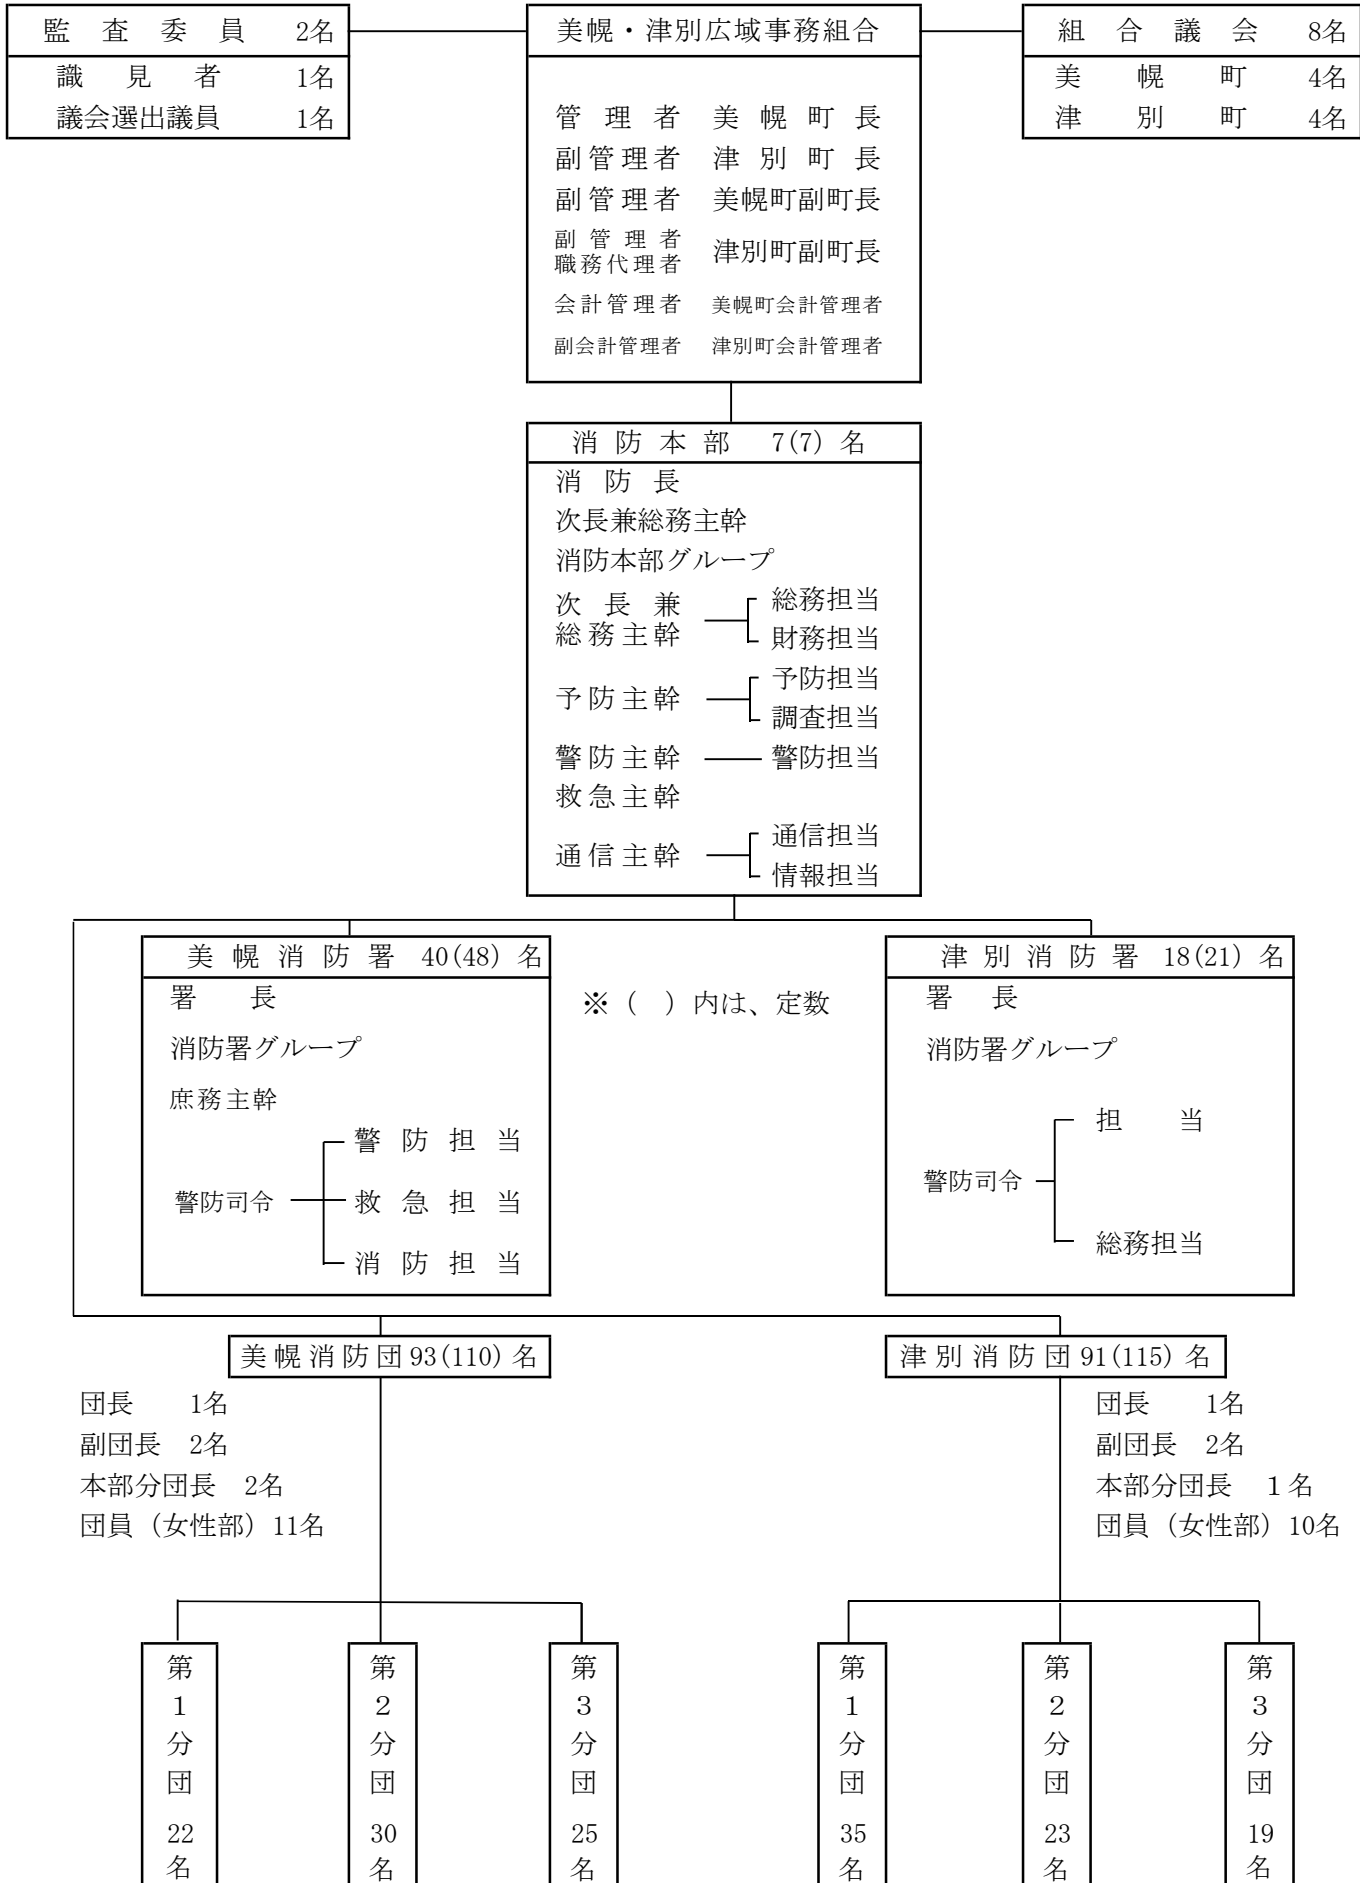 監査委員 2名
識見者 1名
議会選出議員 1名
美幌・津別広域事務組合
管理者 美幌町長
副管理者 津別町長
副管理者 美幌町副町長
副管理者
職務代理者 津別町副町長
会計管理者 美幌町会計管理者
副会計管理者 津別町会計管理者
組合議会 8名
美幌町 4名
津別町 4名
消防本部 7(7)名
消防長
次長兼総務主幹
消防本部グループ
次長兼
総務主幹
総務担当
財務担当
予防主幹
予防担当
調査担当
警防主幹 警防担当
救急主幹
通信主幹
通信担当
情報担当
美幌消防署 40(48)名
署長
消防署グループ
庶務主幹
警防司令
警防担当
救急担当
消防担当
※( )内は、定数
津別消防署 18(21)名
署長
消防署グループ
警防司令
担当
総務担当
美幌消防団93(110)名
団長 1名
副団長 2名
本部分団長 2名
団員(女性部)11名
津別消防団91(115)名
団長 1名
副団長 2名
本部分団長 1名
団員(女性部)10名
第1分団 22名
第2分団 30名
第3分団 25名
第1分団 35名
第2分団 23名
第3分団 19名